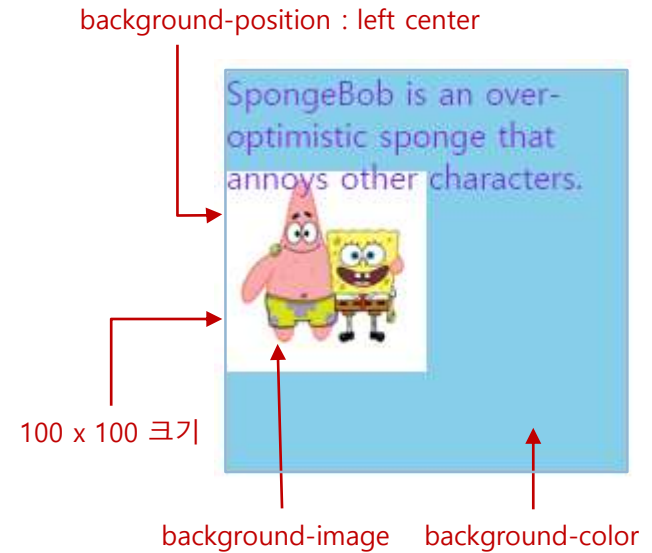 background-position : left center
SpongeBob is an over-
optimistic sponge that
annoys other characters.
100 x 100 크기
background-image
background-color